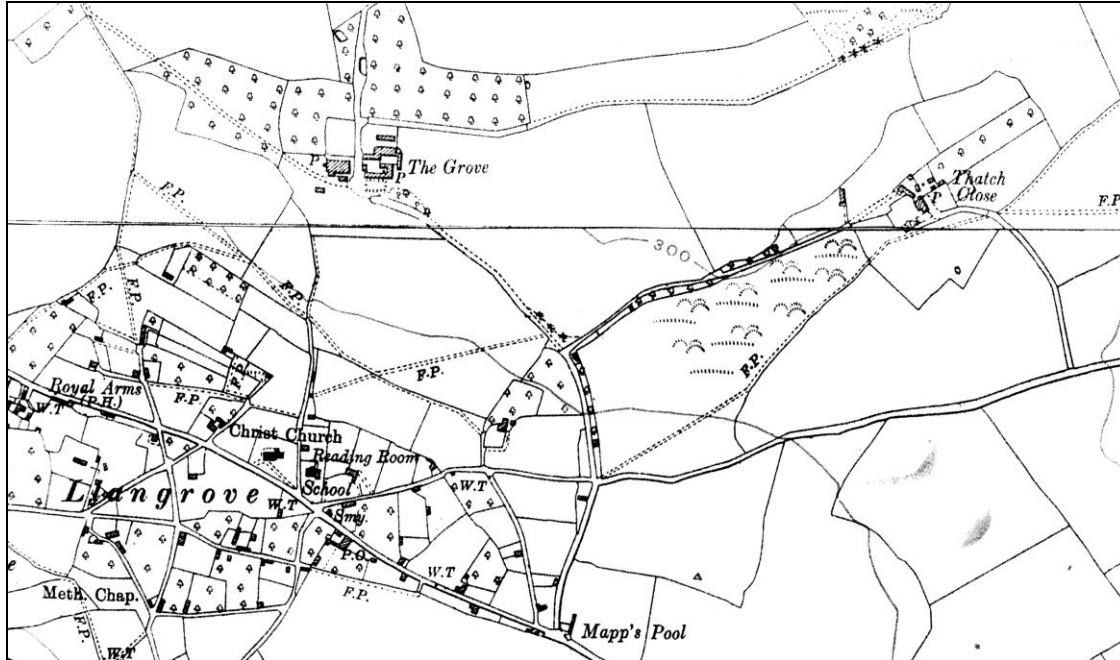 P
P
The Grove
F.P.
Thatch
Close
P
F.P.
300
F.P.
F.P.
F.P.
F.P.
F.P.
Royal Arms
(P.H.)
W.T
F.P.
Christ Church
Reading Room
School
Llangrove
W.T
W.T
Smy.
P.O.
W.T
F.P.
Meth. Chap.
Mapp's Pool
F.P.
W.T
e